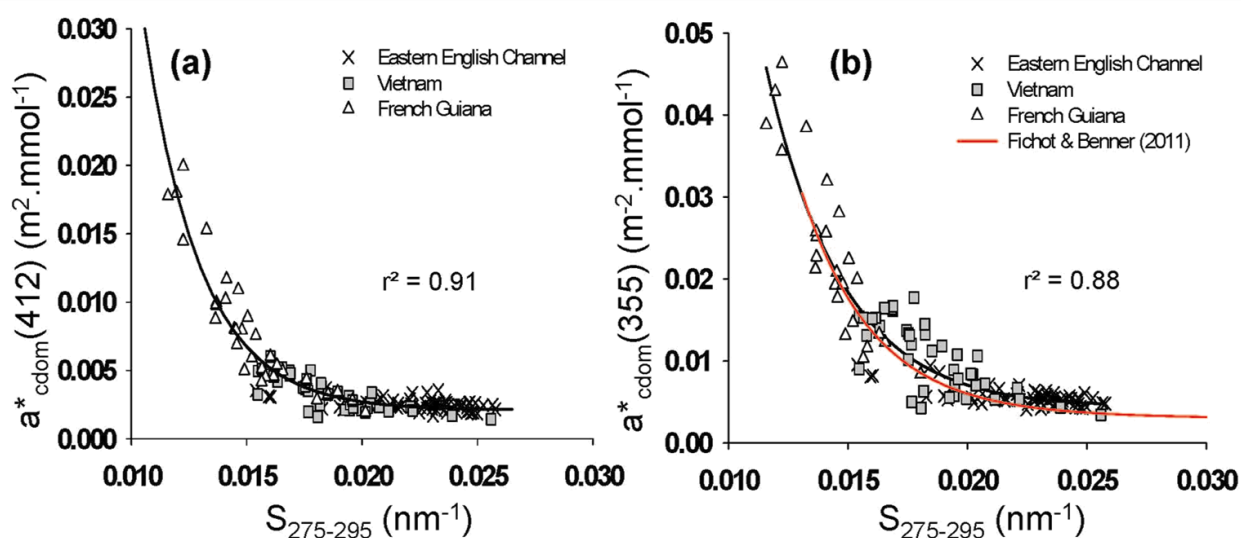 (a)
a*cdom(412) (m².mmol⁻¹)
0.030
0.025
0.020
0.015
0.010
0.005
0.000
Eastern English Channel
Vietnam
French Guiana
r² = 0.91
0.010 0.015 0.020 0.025 0.030
S275-295 (nm⁻¹)
(b)
a*cdom(355) (m⁻².mmol⁻¹)
0.05
0.04
0.03
0.02
0.01
0.00
Eastern English Channel
Vietnam
French Guiana
Fichot & Benner (2011)
r² = 0.88
0.010 0.015 0.020 0.025 0.030
S275-295 (nm⁻¹)